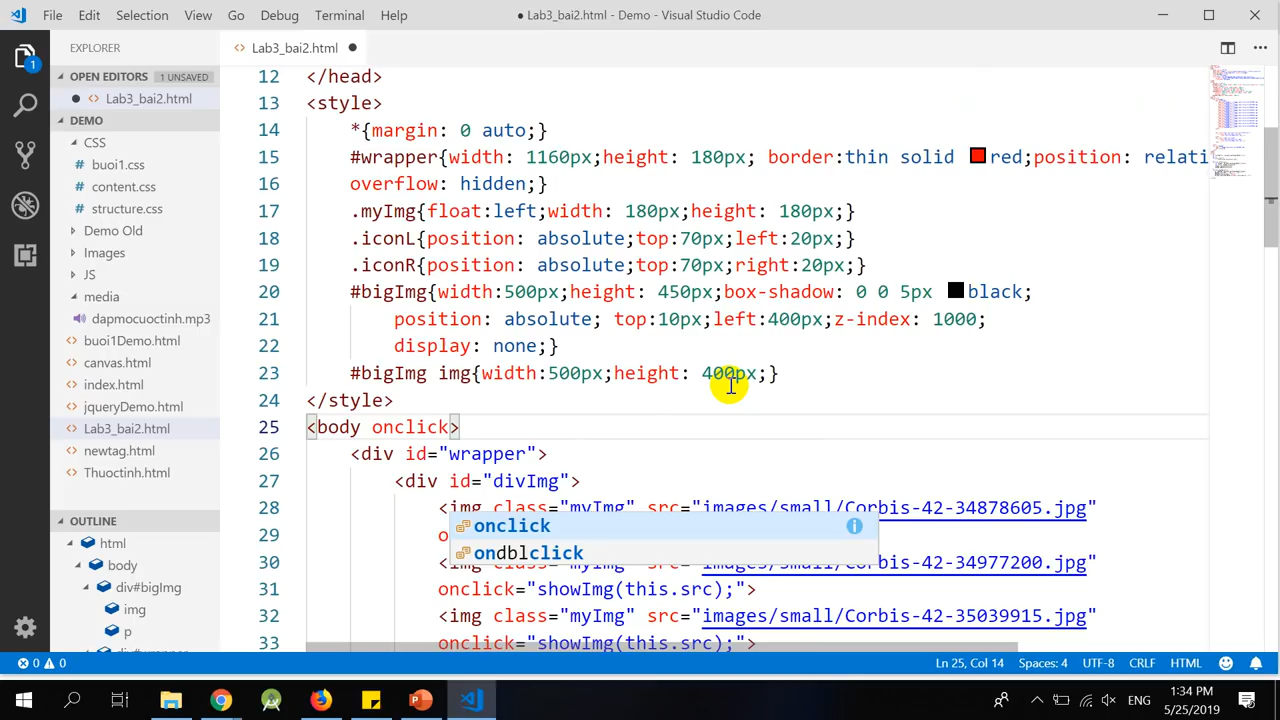 File Edit Selection View Go Debug Terminal Help
● Lab3_bai2.html - Demo - Visual Studio Code
EXPLORER
OPEN EDITORS 1 UNSAVED
● <> Lab3_bai2.html
DEMO
CSS
# buoi1.css
# content.css
# structure.css
Demo Old
Images
JS
media
dapmocuoctinh.mp3
<> buoi1Demo.html
<> canvas.html
<> index.html
<> jqueryDemo.html
<> Lab3_bai2.html
<> newtag.html
<> Thuoctinh.html
OUTLINE
html
body
div#bigImg
img
p
<> Lab3_bai2.html ●
12 </head>
13 <style>
14 *{margin: 0 auto;}
15 #wrapper{width: 1160px;height: 180px; border:thin solid red;position: relati
16 overflow: hidden;}
17 .myImg{float:left;width: 180px;height: 180px;}
18 .iconL{position: absolute;top:70px;left:20px;}
19 .iconR{position: absolute;top:70px;right:20px;}
20 #bigImg{width:500px;height: 450px;box-shadow: 0 0 5px black;
21 position: absolute; top:10px;left:400px;z-index: 1000;
22 display: none;}
23 #bigImg img{width:500px;height: 400px;}
24 </style>
25 <body onclick>
26 <div id="wrapper">
27 <div id="divImg">
28 <img class="myImg" src="images/small/Corbis-42-34878605.jpg"
onclick
29 o
ondblclick
30 <img class="myImg" src="images/small/Corbis-42-34977200.jpg"
31 onclick="showImg(this.src);">
32 <img class="myImg" src="images/small/Corbis-42-35039915.jpg"
33 onclick="showImg(this.src);">
0 0
Ln 25, Col 14 Spaces: 4 UTF-8 CRLF HTML
1
ENG
1:34 PM
5/25/2019